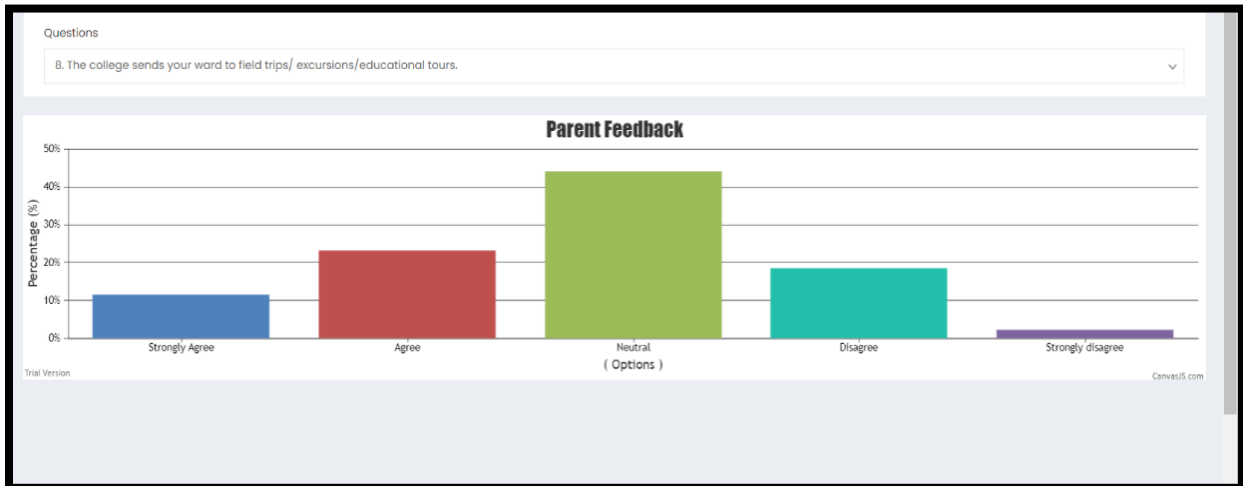 Questions
8. The college sends your ward to field trips/ excursions/educational tours.
Parent Feedback
50%
40%
30%
20%
10%
0%
Percentage (%)
Strongly Agree
Agree
Neutral
Disagree
Strongly disagree
( Options )
Trial Version
CanvasJS.com